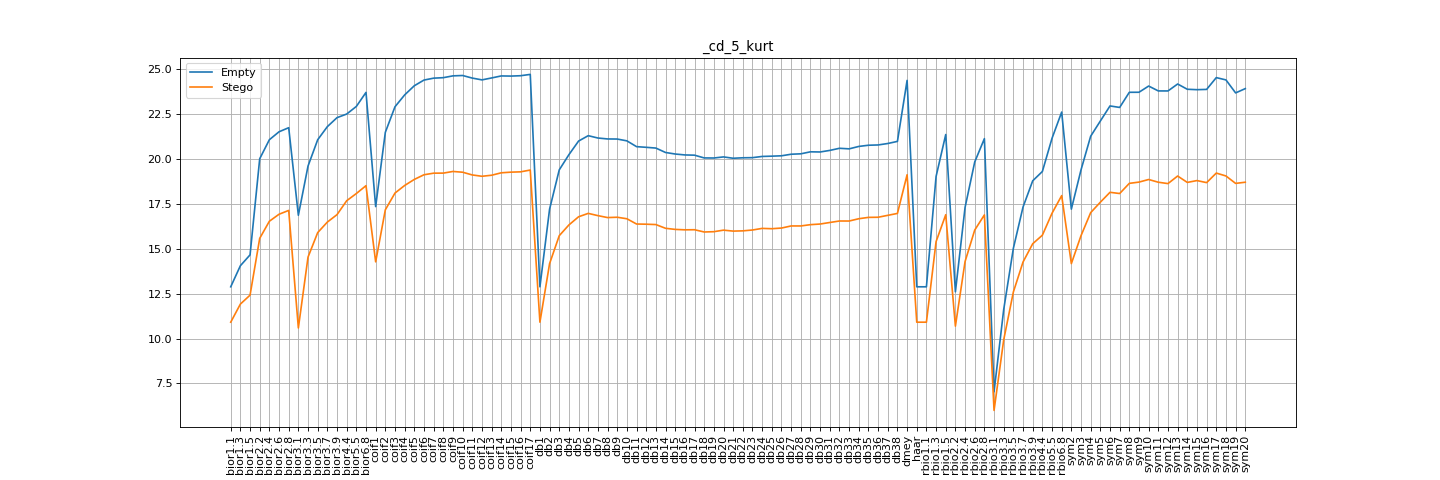 _cd_5_kurt
Empty
Stego
25.0
22.5
20.0
17.5
15.0
12.5
10.0
7.5
bior1.1
bior1.3
bior1.5
bior2.2
bior2.4
bior2.6
bior2.8
bior3.1
bior3.3
bior3.5
bior3.7
bior3.9
bior4.4
bior5.5
bior6.8
coif1
coif2
coif3
coif4
coif5
coif6
coif7
coif8
coif9
coif10
coif11
coif12
coif13
coif14
coif15
coif16
coif17
db1
db2
db3
db4
db5
db6
db7
db8
db9
db10
db11
db12
db13
db14
db15
db16
db17
db18
db19
db20
db21
db22
db23
db24
db25
db26
db27
db28
db29
db30
db31
db32
db33
db34
db35
db36
db37
db38
dmey
haar
rbio1.1
rbio1.3
rbio1.5
rbio2.2
rbio2.4
rbio2.6
rbio2.8
rbio3.1
rbio3.3
rbio3.5
rbio3.7
rbio3.9
rbio4.4
rbio5.5
rbio6.8
sym2
sym3
sym4
sym5
sym6
sym7
sym8
sym9
sym10
sym11
sym12
sym13
sym14
sym15
sym16
sym17
sym18
sym19
sym20